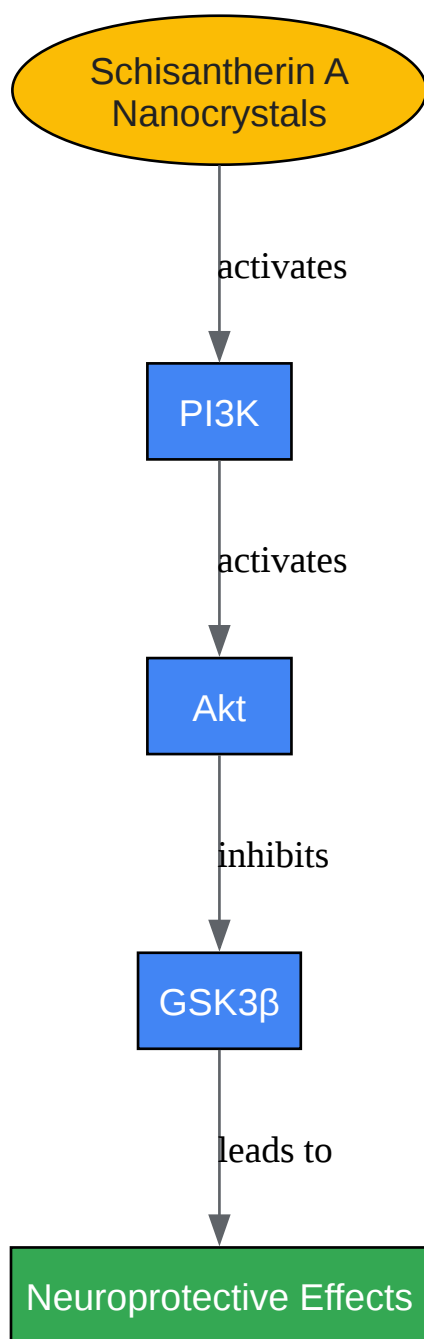 Schisantherin A
Nanocrystals
activates
PI3K
activates
Akt
inhibits
GSK3β
leads to
Neuroprotective Effects